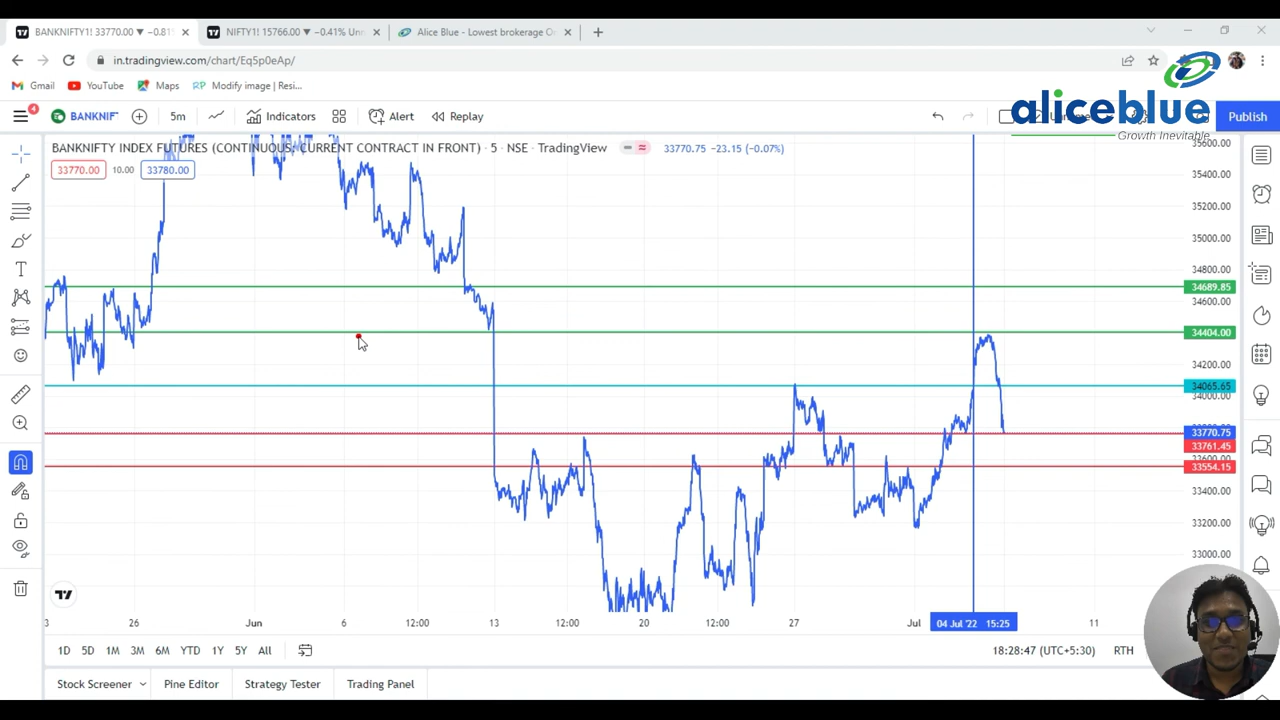 BANKNIFTY1! 33770.00 ▼ −0.81%
NIFTY1! 15766.00 ▼ −0.41%
Alice Blue - Lowest brokerage
in.tradingview.com/chart/Eq5p0eAp/
Gmail
YouTube
Maps
Modify image | Resi...
aliceblue
Growth Inevitable
4
BANKNIF
5m
Indicators
Alert
Replay
Publish
BANKNIFTY INDEX FUTURES (CONTINUOUS: CURRENT CONTRACT IN FRONT) · 5 · NSE · TradingView
33770.75 −23.15 (−0.07%)
33770.00
10.00
33780.00
35600.00
35400.00
35200.00
35000.00
34800.00
34689.85
34600.00
34404.00
34200.00
34065.65
34000.00
33770.75
33761.45
33554.15
33400.00
33200.00
33000.00
3
26
Jun
6
12:00
13
12:00
20
12:00
27
Jul
04 Jul '22 15:25
11
1D
5D
1M
3M
6M
YTD
1Y
5Y
All
18:28:47 (UTC+5:30)
RTH
Stock Screener
Pine Editor
Strategy Tester
Trading Panel